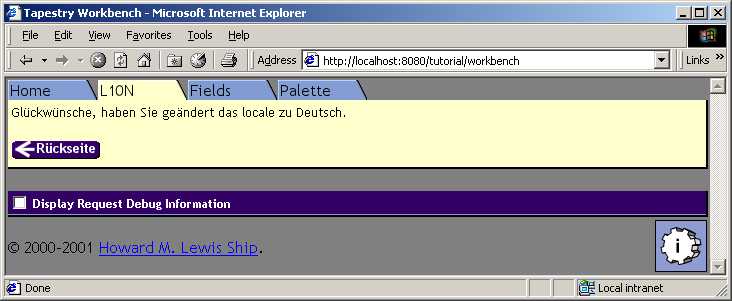 Tapestry Workbench - Microsoft Internet Explorer
File Edit View Favorites Tools Help
Address http://localhost:8080/tutorial/workbench Links »
Home L10N Fields Palette
Glückwünsche, haben Sie geändert das locale zu Deutsch.
Rückseite
Display Request Debug Information
© 2000-2001 Howard M. Lewis Ship.
i
Done Local intranet